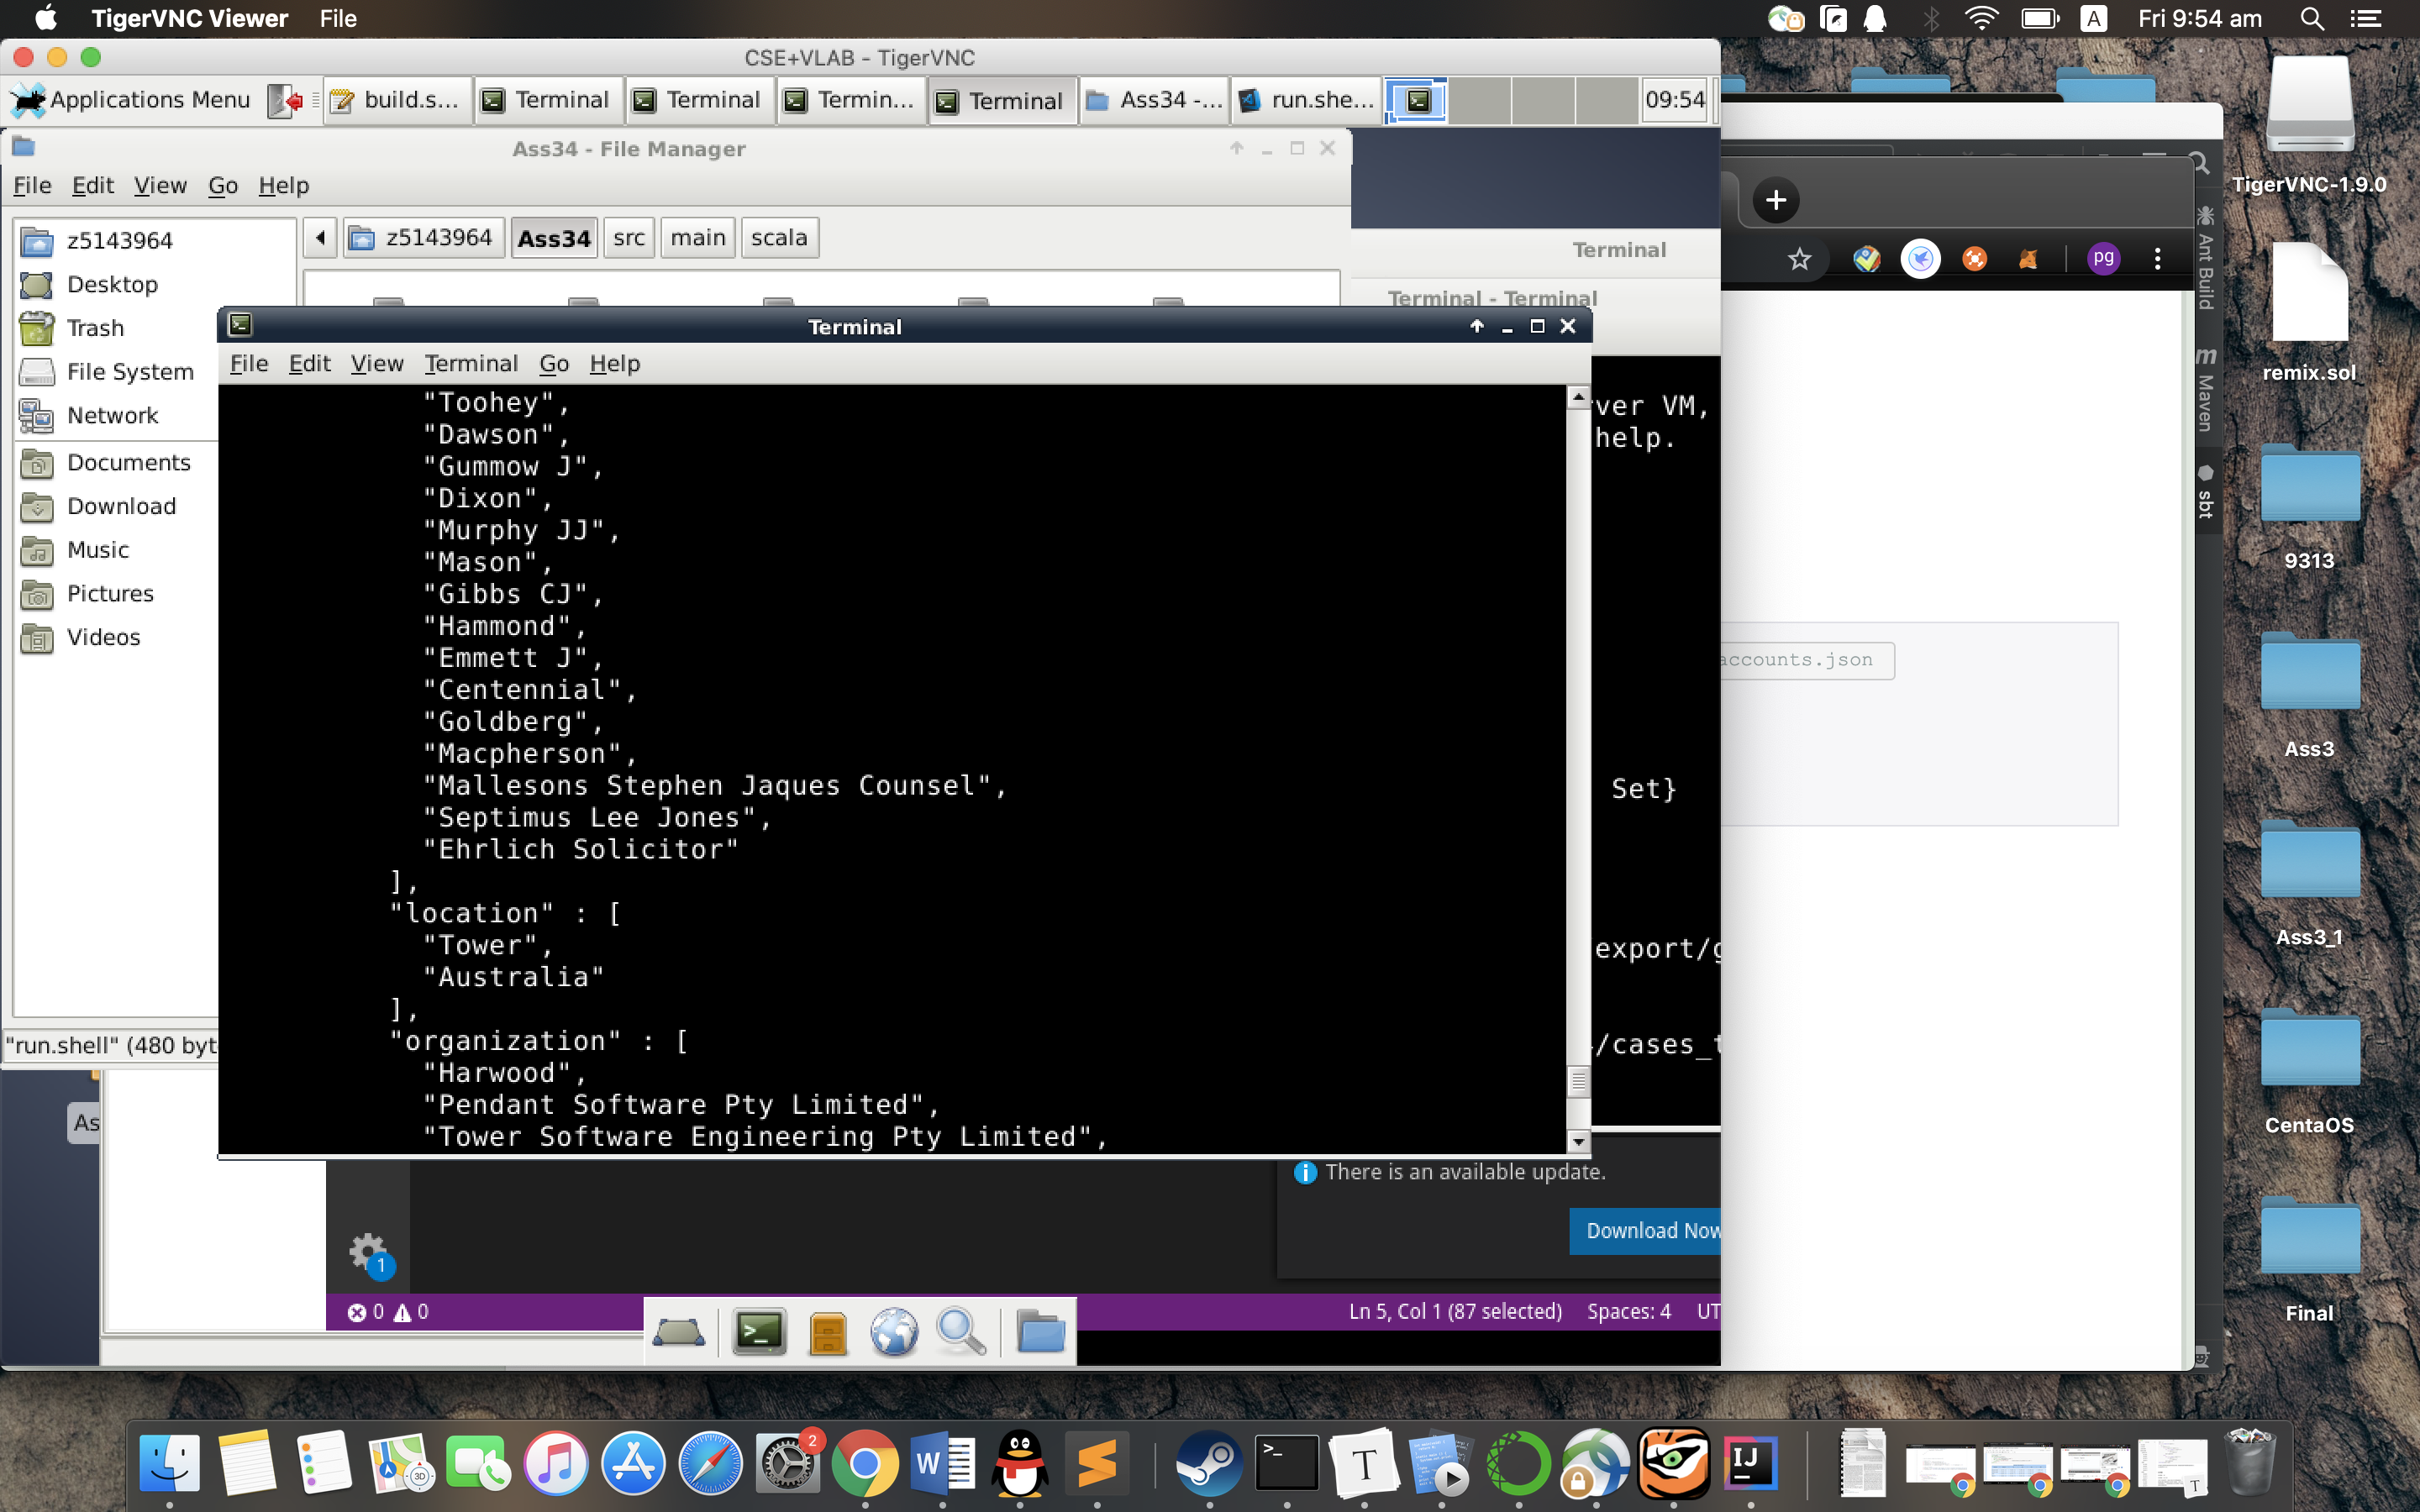 TigerVNC Viewer File
A Fri 9:54 am
CSE+VLAB - TigerVNC
Applications Menu build.s... Terminal Terminal Termin... Terminal Ass34 -... run.she... 09:54
Ass34 - File Manager
File Edit View Go Help
z5143964 Ass34 src main scala
z5143964
Desktop
Trash
File System
Network
Documents
Download
Music
Pictures
Videos
"run.shell" (480 byt
As
Terminal
Terminal - Terminal
Terminal
File Edit View Terminal Go Help
"Toohey",
"Dawson",
"Gummow J",
"Dixon",
"Murphy JJ",
"Mason",
"Gibbs CJ",
"Hammond",
"Emmett J",
"Centennial",
"Goldberg",
"Macpherson",
"Mallesons Stephen Jaques Counsel",
"Septimus Lee Jones",
"Ehrlich Solicitor"
],
"location" : [
"Tower",
"Australia"
],
"organization" : [
"Harwood",
"Pendant Software Pty Limited",
"Tower Software Engineering Pty Limited",
ver VM,
help.
Set}
export/g
/cases_t
There is an available update.
Download Now
1
0 0
Ln 5, Col 1 (87 selected) Spaces: 4 UT
pg
accounts.json
Ant Build
m Maven
sbt
TigerVNC-1.9.0
remix.sol
9313
Ass3
Ass3_1
CentaOS
Final
3D
2
W
>_
T
IJ
T